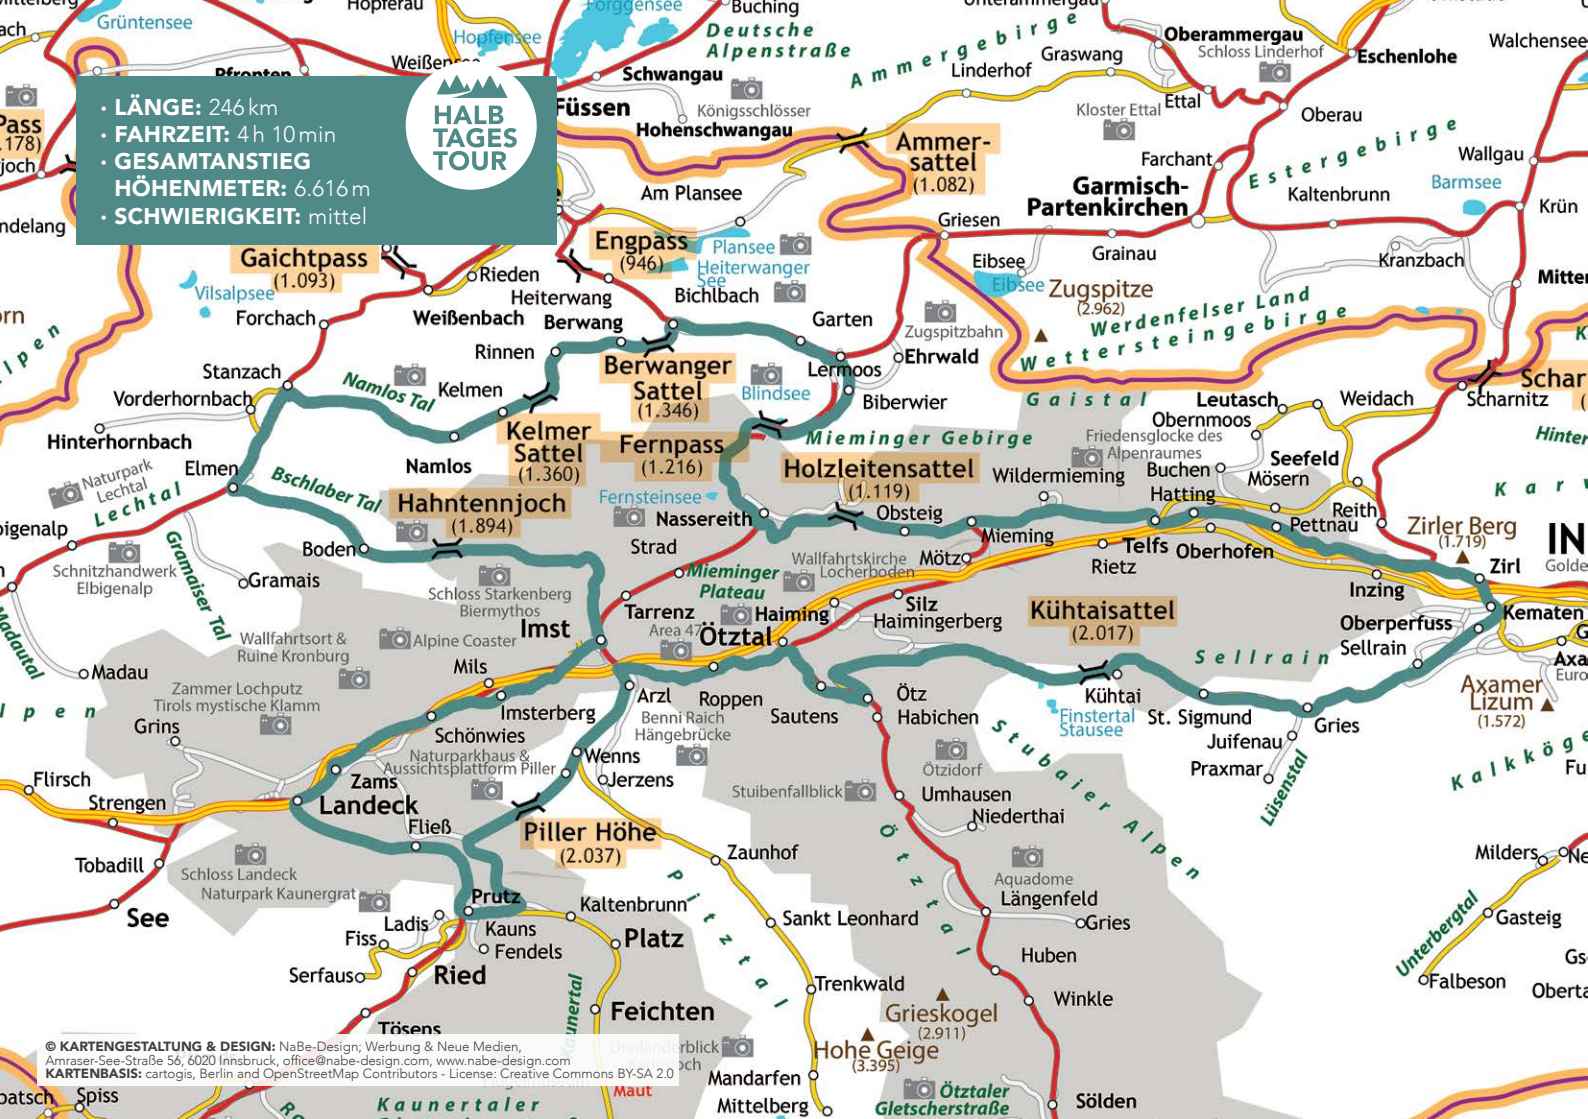 Grüntensee
Hopferau
Hopfensee
Forggensee
Buching
Deutsche
Alpenstraße
Ammergebirge
Graswang
Linderhof
Oberammergau
Schloss Linderhof
Eschenlohe
Walchensee
Pfronten
Schwangau
Königsschlösser
Füssen
Hohenschwangau
Kloster Ettal
Ettal
Oberau
· LÄNGE: 246 km
· FAHRZEIT: 4 h 10 min
· GESAMTANSTIEG
HÖHENMETER: 6.616 m
· SCHWIERIGKEIT: mittel
HALB
TAGES
TOUR
Pass
Ammer-
sattel
(1.082)
Farchant
Estergebirge
Wallgau
Garmisch-
Partenkirchen
Kaltenbrunn
Barmsee
Krün
Am Plansee
Griesen
Grainau
Kranzbach
Gaichtpass
(1.093)
Engpass
(946)
Plansee
Heiterwanger
See
Vilsalpsee
Rieden
Heiterwang
Bichlbach
Eibsee
Eibsee
Zugspitze
(2.962)
Werdenfelser Land
Wettersteingebirge
Forchach
Weißenbach
Berwang
Garten
Zugspitzbahn
Ehrwald
Rinnen
Berwanger
Sattel
(1.346)
Lermoos
Blindsee
Biberwier
Stanzach
Namlos Tal
Kelmen
Vorderhornbach
Hinterhornbach
Gaistal
Leutasch
Weidach
Scharnitz
Obernmoos
Kelmer
Sattel
(1.360)
Fernpass
(1.216)
Mieminger Gebirge
Friedensglocke des
Alpenraumes
Buchen
Seefeld
Mösern
Naturpark
Lechtal
Elmen
Namlos
Bschlaber Tal
Lechtal
Holzleitensattel
(1.119)
Wildermieming
Hatting
Reith
Hahntennjoch
(1.894)
Fernsteinsee
Nassereith
Obsteig
Mieming
Pettnau
Zirler Berg
(1.719)
IN
Boden
Strad
Wallfahrtskirche
Locherboden
Mötz
Telfs
Oberhofen
Rietz
Schnitzhandwerk
Elbigenalp
Gramaiser Tal
Gramais
Schloss Starkenberg
Biermythos
Mieminger
Plateau
Inzing
Zirl
Tarrenz
Haiming
Silz
Haimingerberg
Kühtaisattel
(2.017)
Kematen
Oberperfuss
Sellrain
Wallfahrtsort &
Ruine Kronburg
Alpine Coaster
Imst
Area 47
Ötztal
Madautal
Madau
Mils
Sellrain
Zammer Lochputz
Tirols mystische Klamm
Arzl
Roppen
Sautens
Ötz
Habichen
Kühtai
St. Sigmund
Gries
Axamer
Lizum
(1.572)
Grins
Imsterberg
Schönwies
Benni Raich
Hängebrücke
Finstertal
Stausee
Juifenau
Praxmar
Lüsenstal
Naturparkhaus &
Aussichtsplattform Piller
Wenns
Jerzens
Ötzidorf
Stubaier Alpen
Kalkkögel
Flirsch
Strengen
Zams
Landeck
Stuibenfallblick
Umhausen
Niederthai
Fließ
Piller Höhe
(2.037)
Tobadill
Schloss Landeck
Naturpark Kaunergrat
Zaunhof
Ötztal
Aquadome
Längenfeld
Gries
Milders
Prutz
Kaltenbrunn
Pitztal
Sankt Leonhard
See
Ladis
Fiss
Kauns
Fendels
Platz
Huben
Gasteig
Unterbergtal
Serfaus
Ried
Trenkwald
Winkle
Falbeson
Feichten
Grieskogel
(2.911)
Tösens
Hohe Geige
(3.395)
© KARTENGESTALTUNG & DESIGN: NaBe-Design; Werbung & Neue Medien,
Amraser-See-Straße 56, 6020 Innsbruck, office@nabe-design.com, www.nabe-design.com
KARTENBASIS: cartogis, Berlin and OpenStreetMap Contributors - License: Creative Commons BY-SA 2.0
Maut
Mandarfen
Mittelberg
Ötztaler
Gletscherstraße
Sölden
Spiss
Kaunertaler